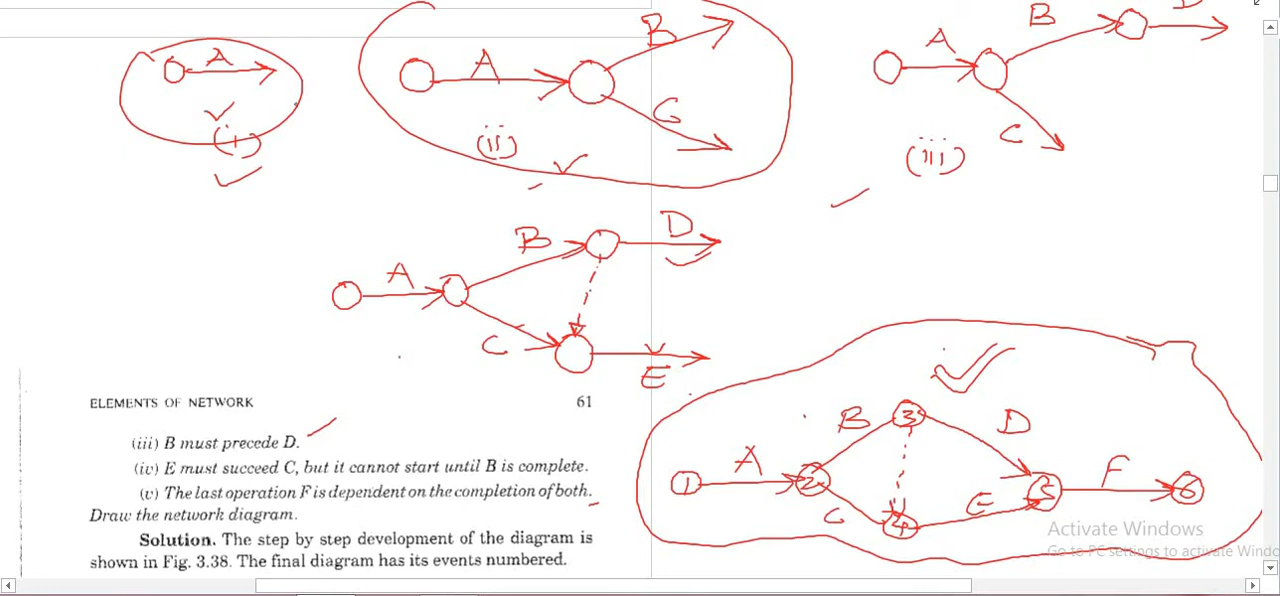 A
(i)
A
B
C
(ii)
A
B
D
C
(iii)
A
B
D
C
E
ELEMENTS OF NETWORK 61
(iii) B must precede D.
(iv) E must succeed C, but it cannot start until B is complete.
(v) The last operation F is dependent on the completion of both.
Draw the network diagram.
Solution. The step by step development of the diagram is
shown in Fig. 3.38. The final diagram has its events numbered.
1 A 2 B 3 D
C 4 E 5 F 6
Activate Windows
Go to PC settings to activate Windo